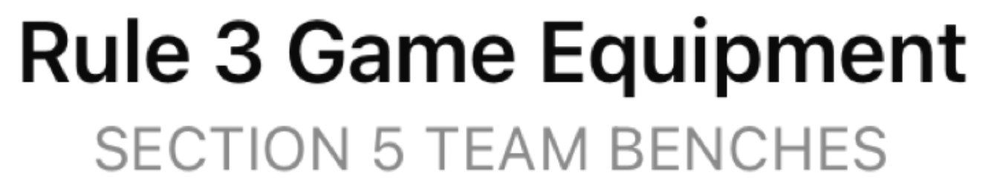 Rule 3 Game Equipment
SECTION 5 TEAM BENCHES